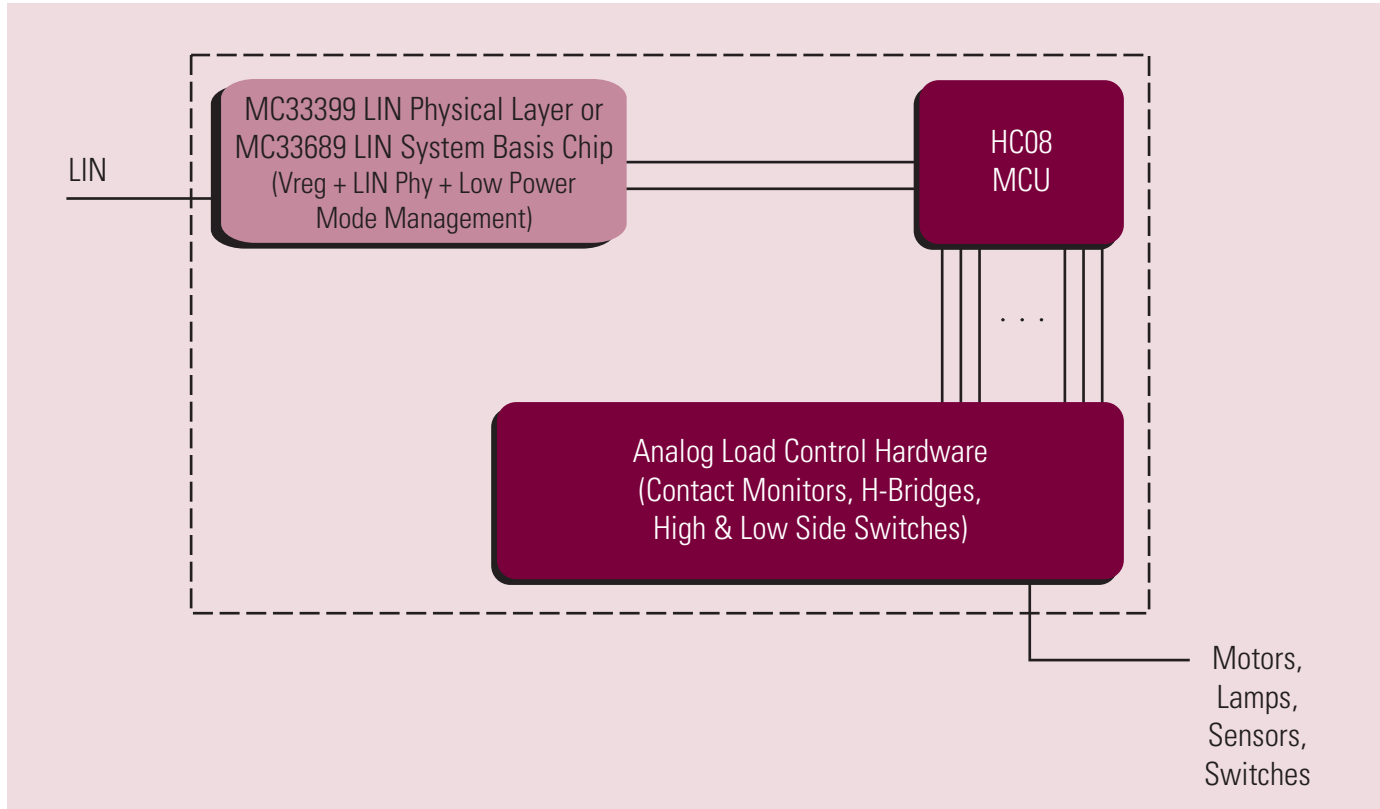 LIN
MC33399 LIN Physical Layer or
MC33689 LIN System Basis Chip
(Vreg + LIN Phy + Low Power
Mode Management)
HC08
MCU
. . .
Analog Load Control Hardware
(Contact Monitors, H-Bridges,
High & Low Side Switches)
Motors,
Lamps,
Sensors,
Switches